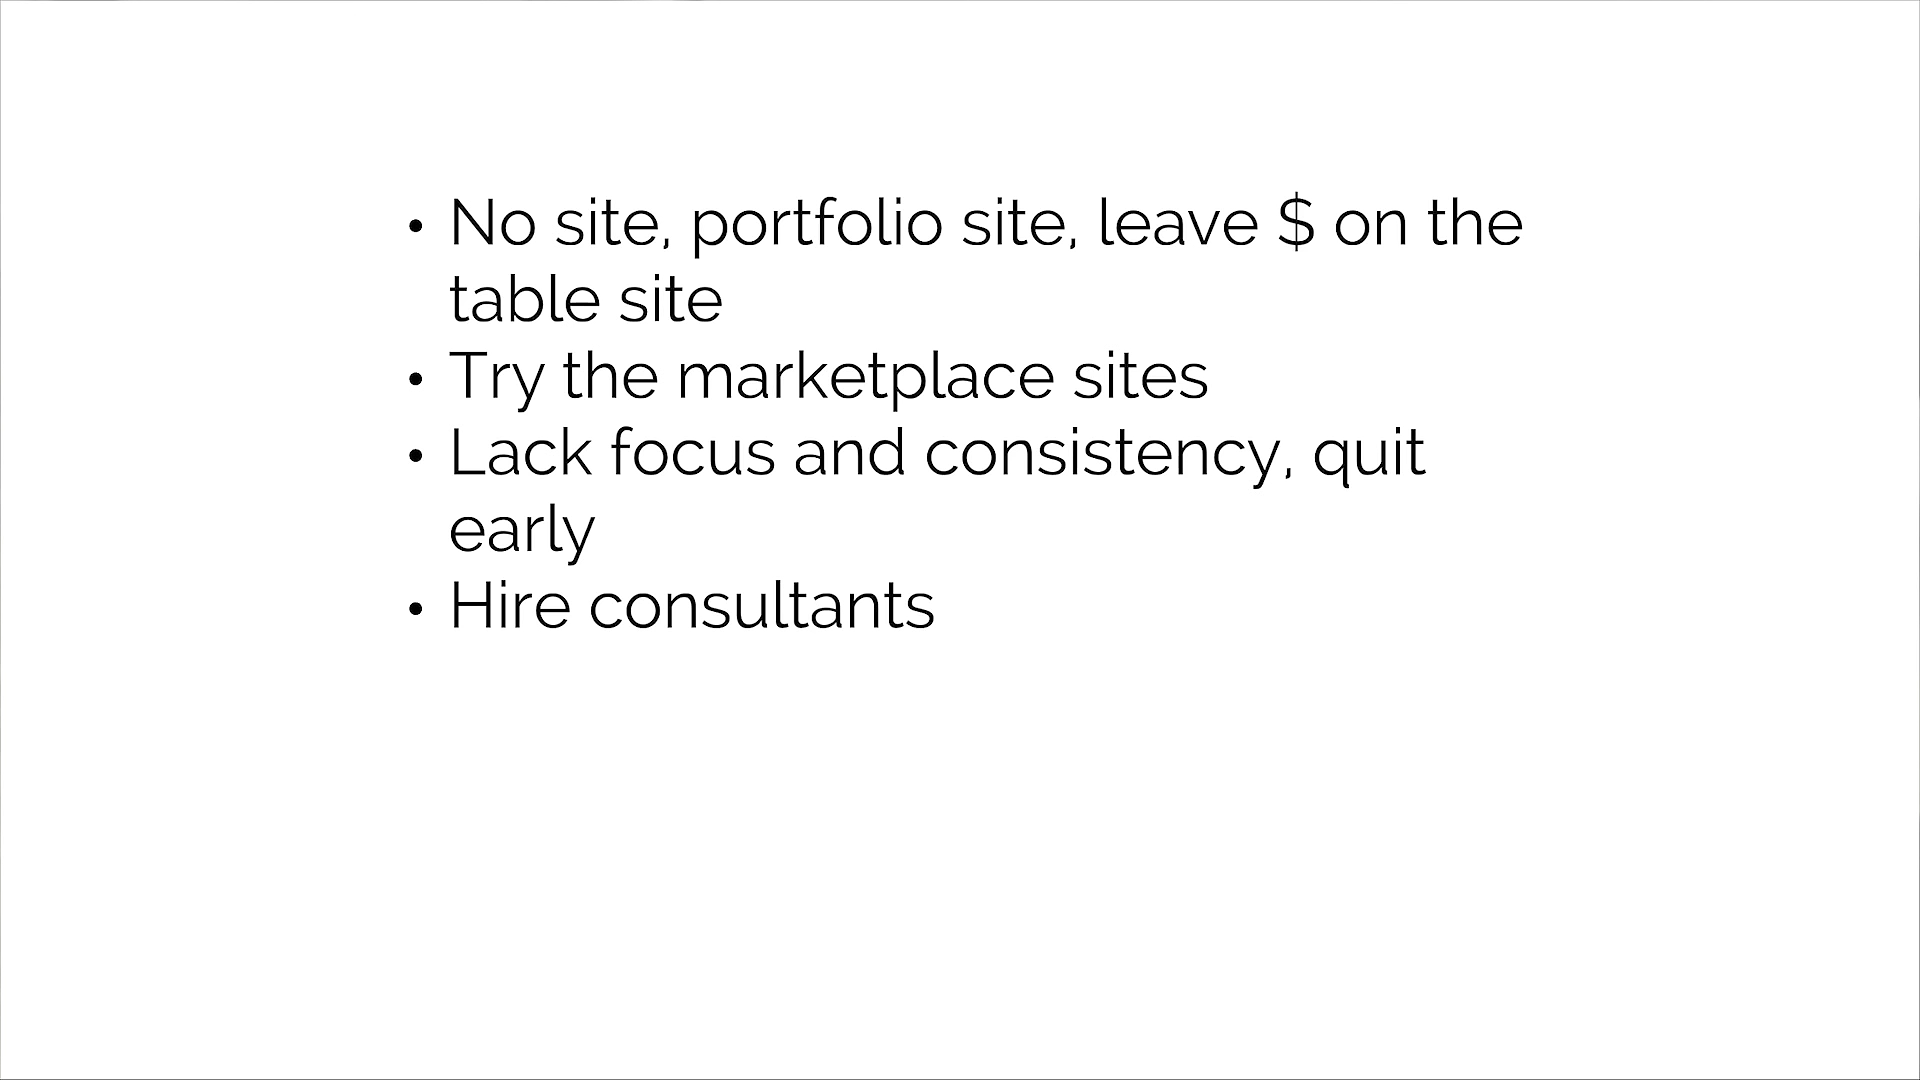 • No site, portfolio site, leave $ on the
table site
• Try the marketplace sites
• Lack focus and consistency, quit
early
• Hire consultants